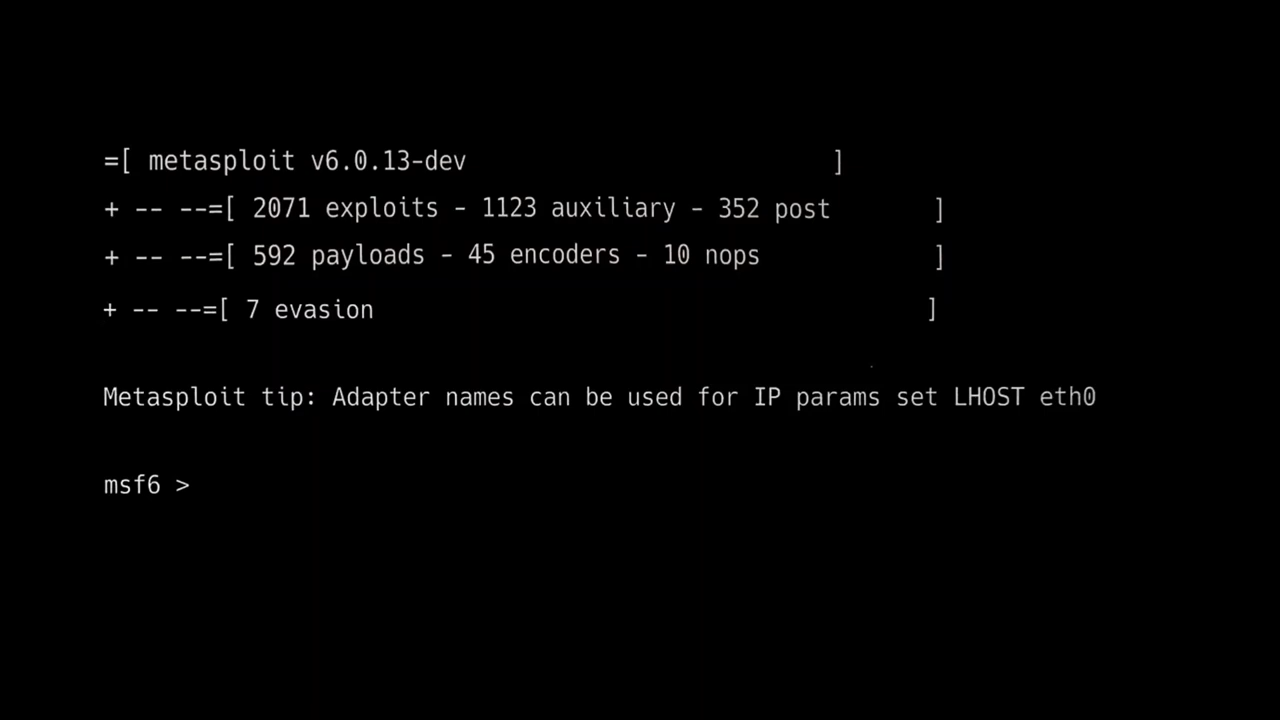 =[ metasploit v6.0.13-dev ]
+ -- --=[ 2071 exploits - 1123 auxiliary - 352 post ]
+ -- --=[ 592 payloads - 45 encoders - 10 nops ]
+ -- --=[ 7 evasion ]
Metasploit tip: Adapter names can be used for IP params set LHOST eth0
msf6 >